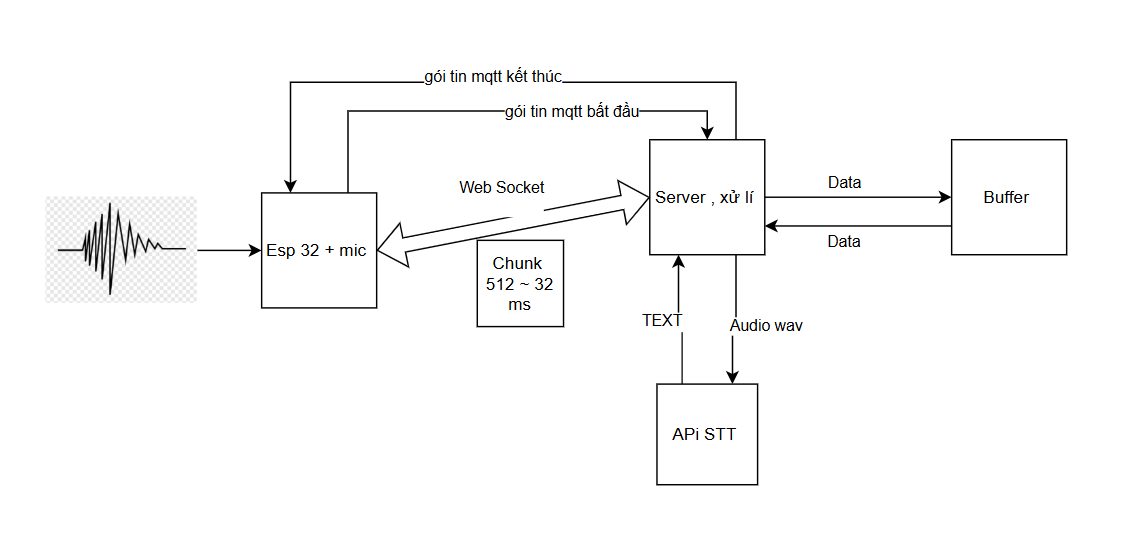 gói tin mqtt kết thúc
gói tin mqtt bất đầu
Web Socket
Esp 32 + mic
Chunk
512 ~ 32
ms
Server , xử lí
Data
Data
Buffer
TEXT
Audio wav
APi STT